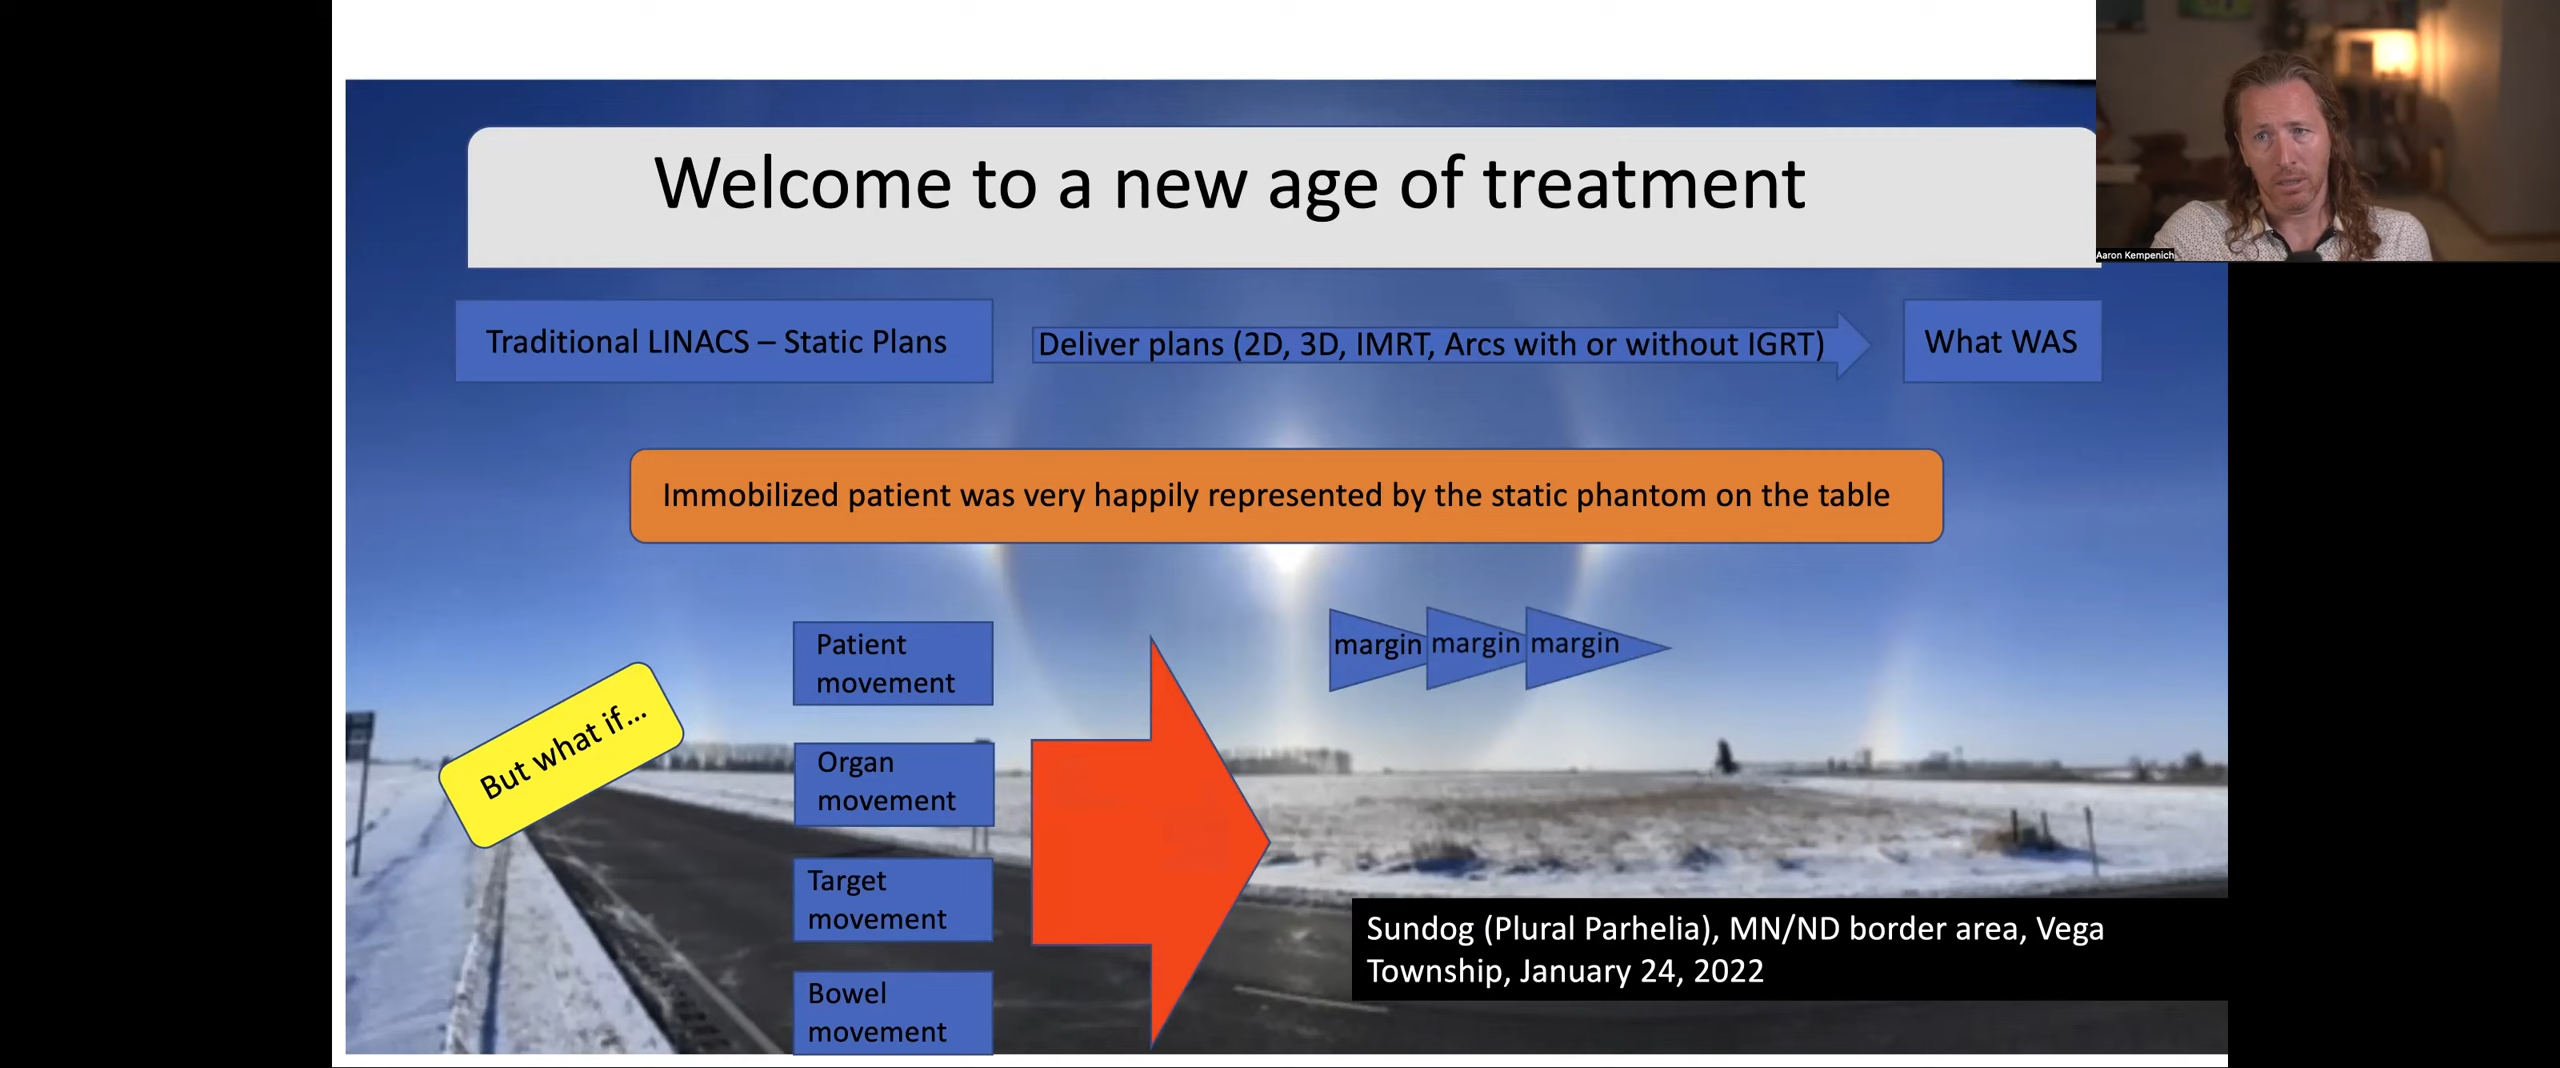 Welcome to a new age of treatment
Aaron Kempenich
Traditional LINACS – Static Plans
Deliver plans (2D, 3D, IMRT, Arcs with or without IGRT)
What WAS
Immobilized patient was very happily represented by the static phantom on the table
But what if...
Patient
movement
margin
margin
margin
Organ
movement
Target
movement
Bowel
movement
Sundog (Plural Parhelia), MN/ND border area, Vega
Township, January 24, 2022